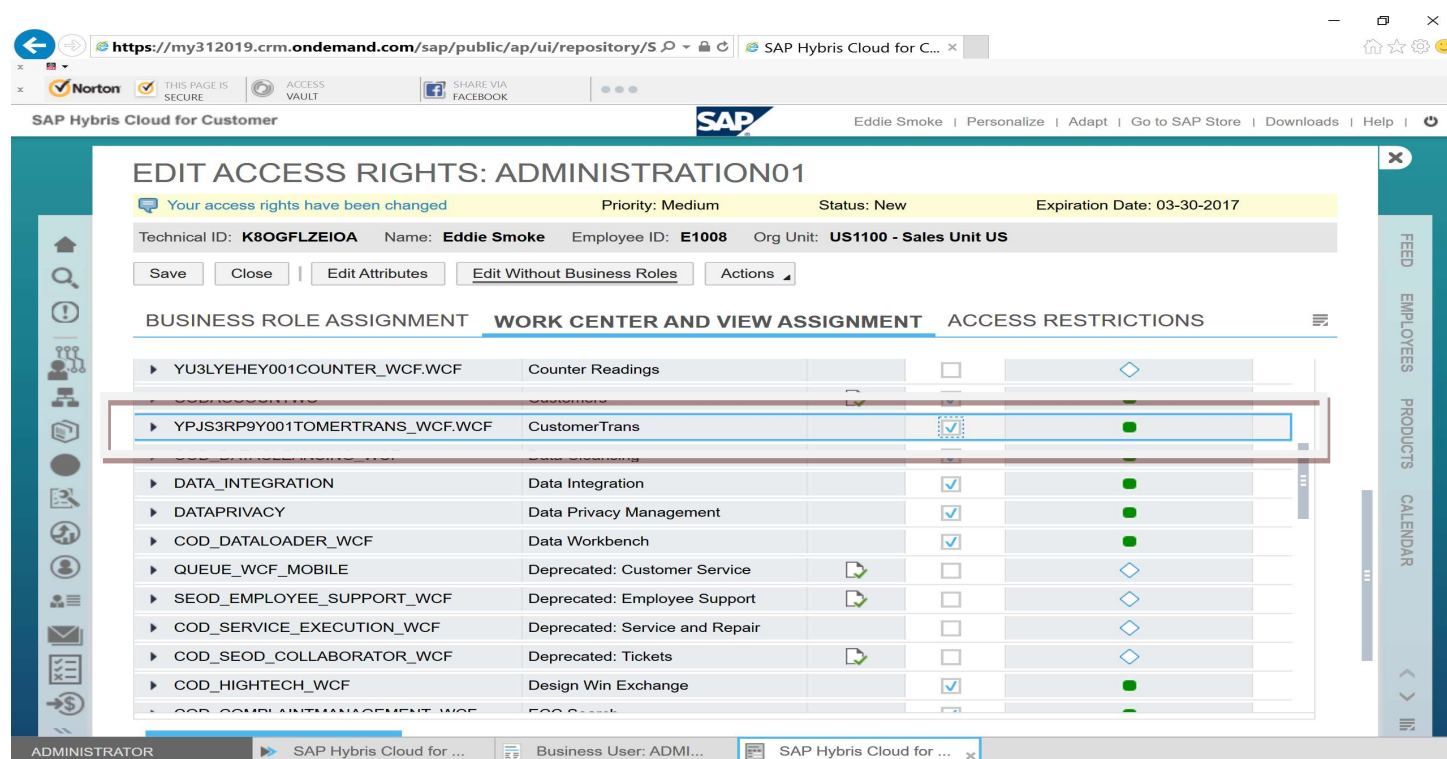 https://my312019.crm.ondemand.com/sap/public/ap/ui/repository/S
SAP Hybris Cloud for C...
Norton
THIS PAGE IS SECURE
ACCESS VAULT
SHARE VIA FACEBOOK
SAP Hybris Cloud for Customer
SAP
Eddie Smoke | Personalize | Adapt | Go to SAP Store | Downloads | Help |
EDIT ACCESS RIGHTS: ADMINISTRATION01
Your access rights have been changed Priority: Medium Status: New Expiration Date: 03-30-2017
Technical ID: K8OGFLZEIOA Name: Eddie Smoke Employee ID: E1008 Org Unit: US1100 - Sales Unit US
Save Close | Edit Attributes Edit Without Business Roles Actions
BUSINESS ROLE ASSIGNMENT WORK CENTER AND VIEW ASSIGNMENT ACCESS RESTRICTIONS
YU3LYEHEY001COUNTER_WCF.WCF Counter Readings
Customers
YPJS3RP9Y001TOMERTRANS_WCF.WCF CustomerTrans
Data Cleansing
DATA_INTEGRATION Data Integration
DATAPRIVACY Data Privacy Management
COD_DATALOADER_WCF Data Workbench
QUEUE_WCF_MOBILE Deprecated: Customer Service
SEOD_EMPLOYEE_SUPPORT_WCF Deprecated: Employee Support
COD_SERVICE_EXECUTION_WCF Deprecated: Service and Repair
COD_SEOD_COLLABORATOR_WCF Deprecated: Tickets
COD_HIGHTECH_WCF Design Win Exchange
FEED
EMPLOYEES
PRODUCTS
CALENDAR
ADMINISTRATOR
SAP Hybris Cloud for ...
Business User: ADMI...
SAP Hybris Cloud for ...